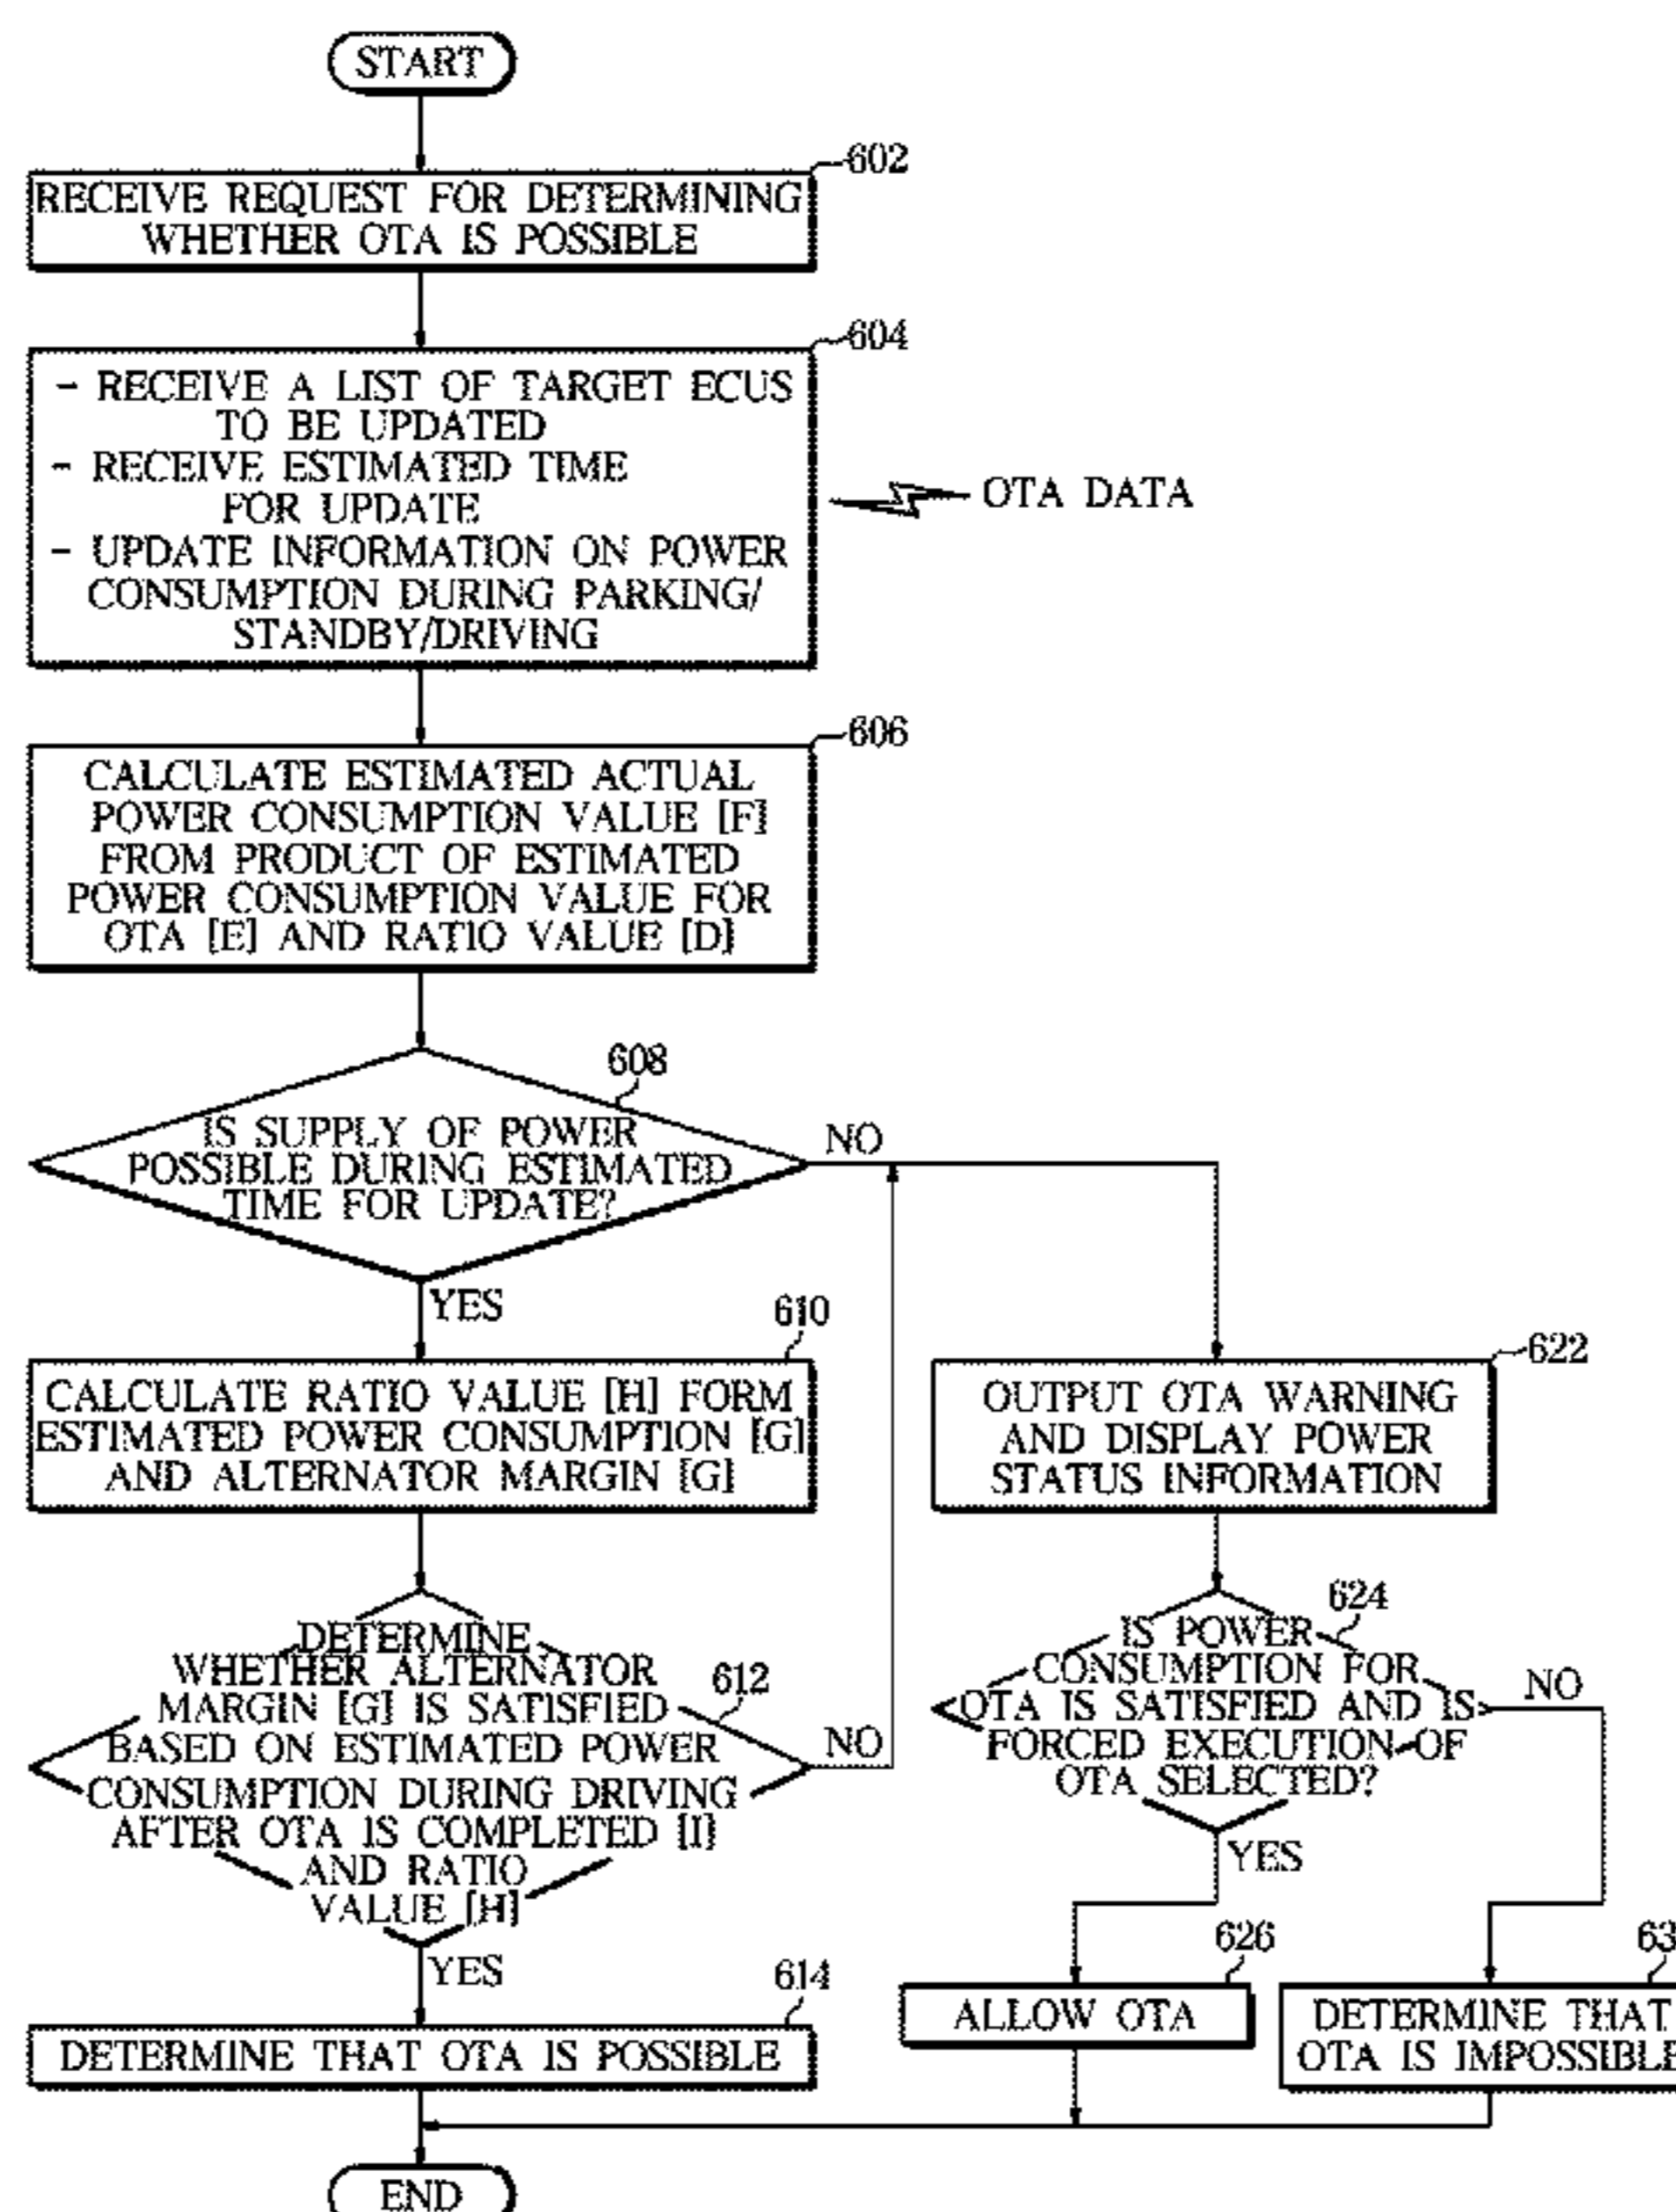 START
602
RECEIVE REQUEST FOR DETERMINING
WHETHER OTA IS POSSIBLE
604
- RECEIVE A LIST OF TARGET ECUS
TO BE UPDATED
- RECEIVE ESTIMATED TIME
FOR UPDATE
- UPDATE INFORMATION ON POWER
CONSUMPTION DURING PARKING/
STANDBY/DRIVING
OTA DATA
606
CALCULATE ESTIMATED ACTUAL
POWER CONSUMPTION VALUE [F]
FROM PRODUCT OF ESTIMATED
POWER CONSUMPTION VALUE FOR
OTA [E] AND RATIO VALUE [D]
608
IS SUPPLY OF POWER
POSSIBLE DURING ESTIMATED
TIME FOR UPDATE?
NO
YES
610
CALCULATE RATIO VALUE [H] FORM
ESTIMATED POWER CONSUMPTION [G]
AND ALTERNATOR MARGIN [G]
622
OUTPUT OTA WARNING
AND DISPLAY POWER
STATUS INFORMATION
612
DETERMINE
WHETHER ALTERNATOR
MARGIN [G] IS SATISFIED
BASED ON ESTIMATED POWER
CONSUMPTION DURING DRIVING
AFTER OTA IS COMPLETED [I]
AND RATIO
VALUE [H]
NO
YES
624
IS POWER
CONSUMPTION FOR
OTA IS SATISFIED AND IS
FORCED EXECUTION OF
OTA SELECTED?
NO
YES
614
DETERMINE THAT OTA IS POSSIBLE
626
ALLOW OTA
DETERMINE THAT
OTA IS IMPOSSIBLE
END